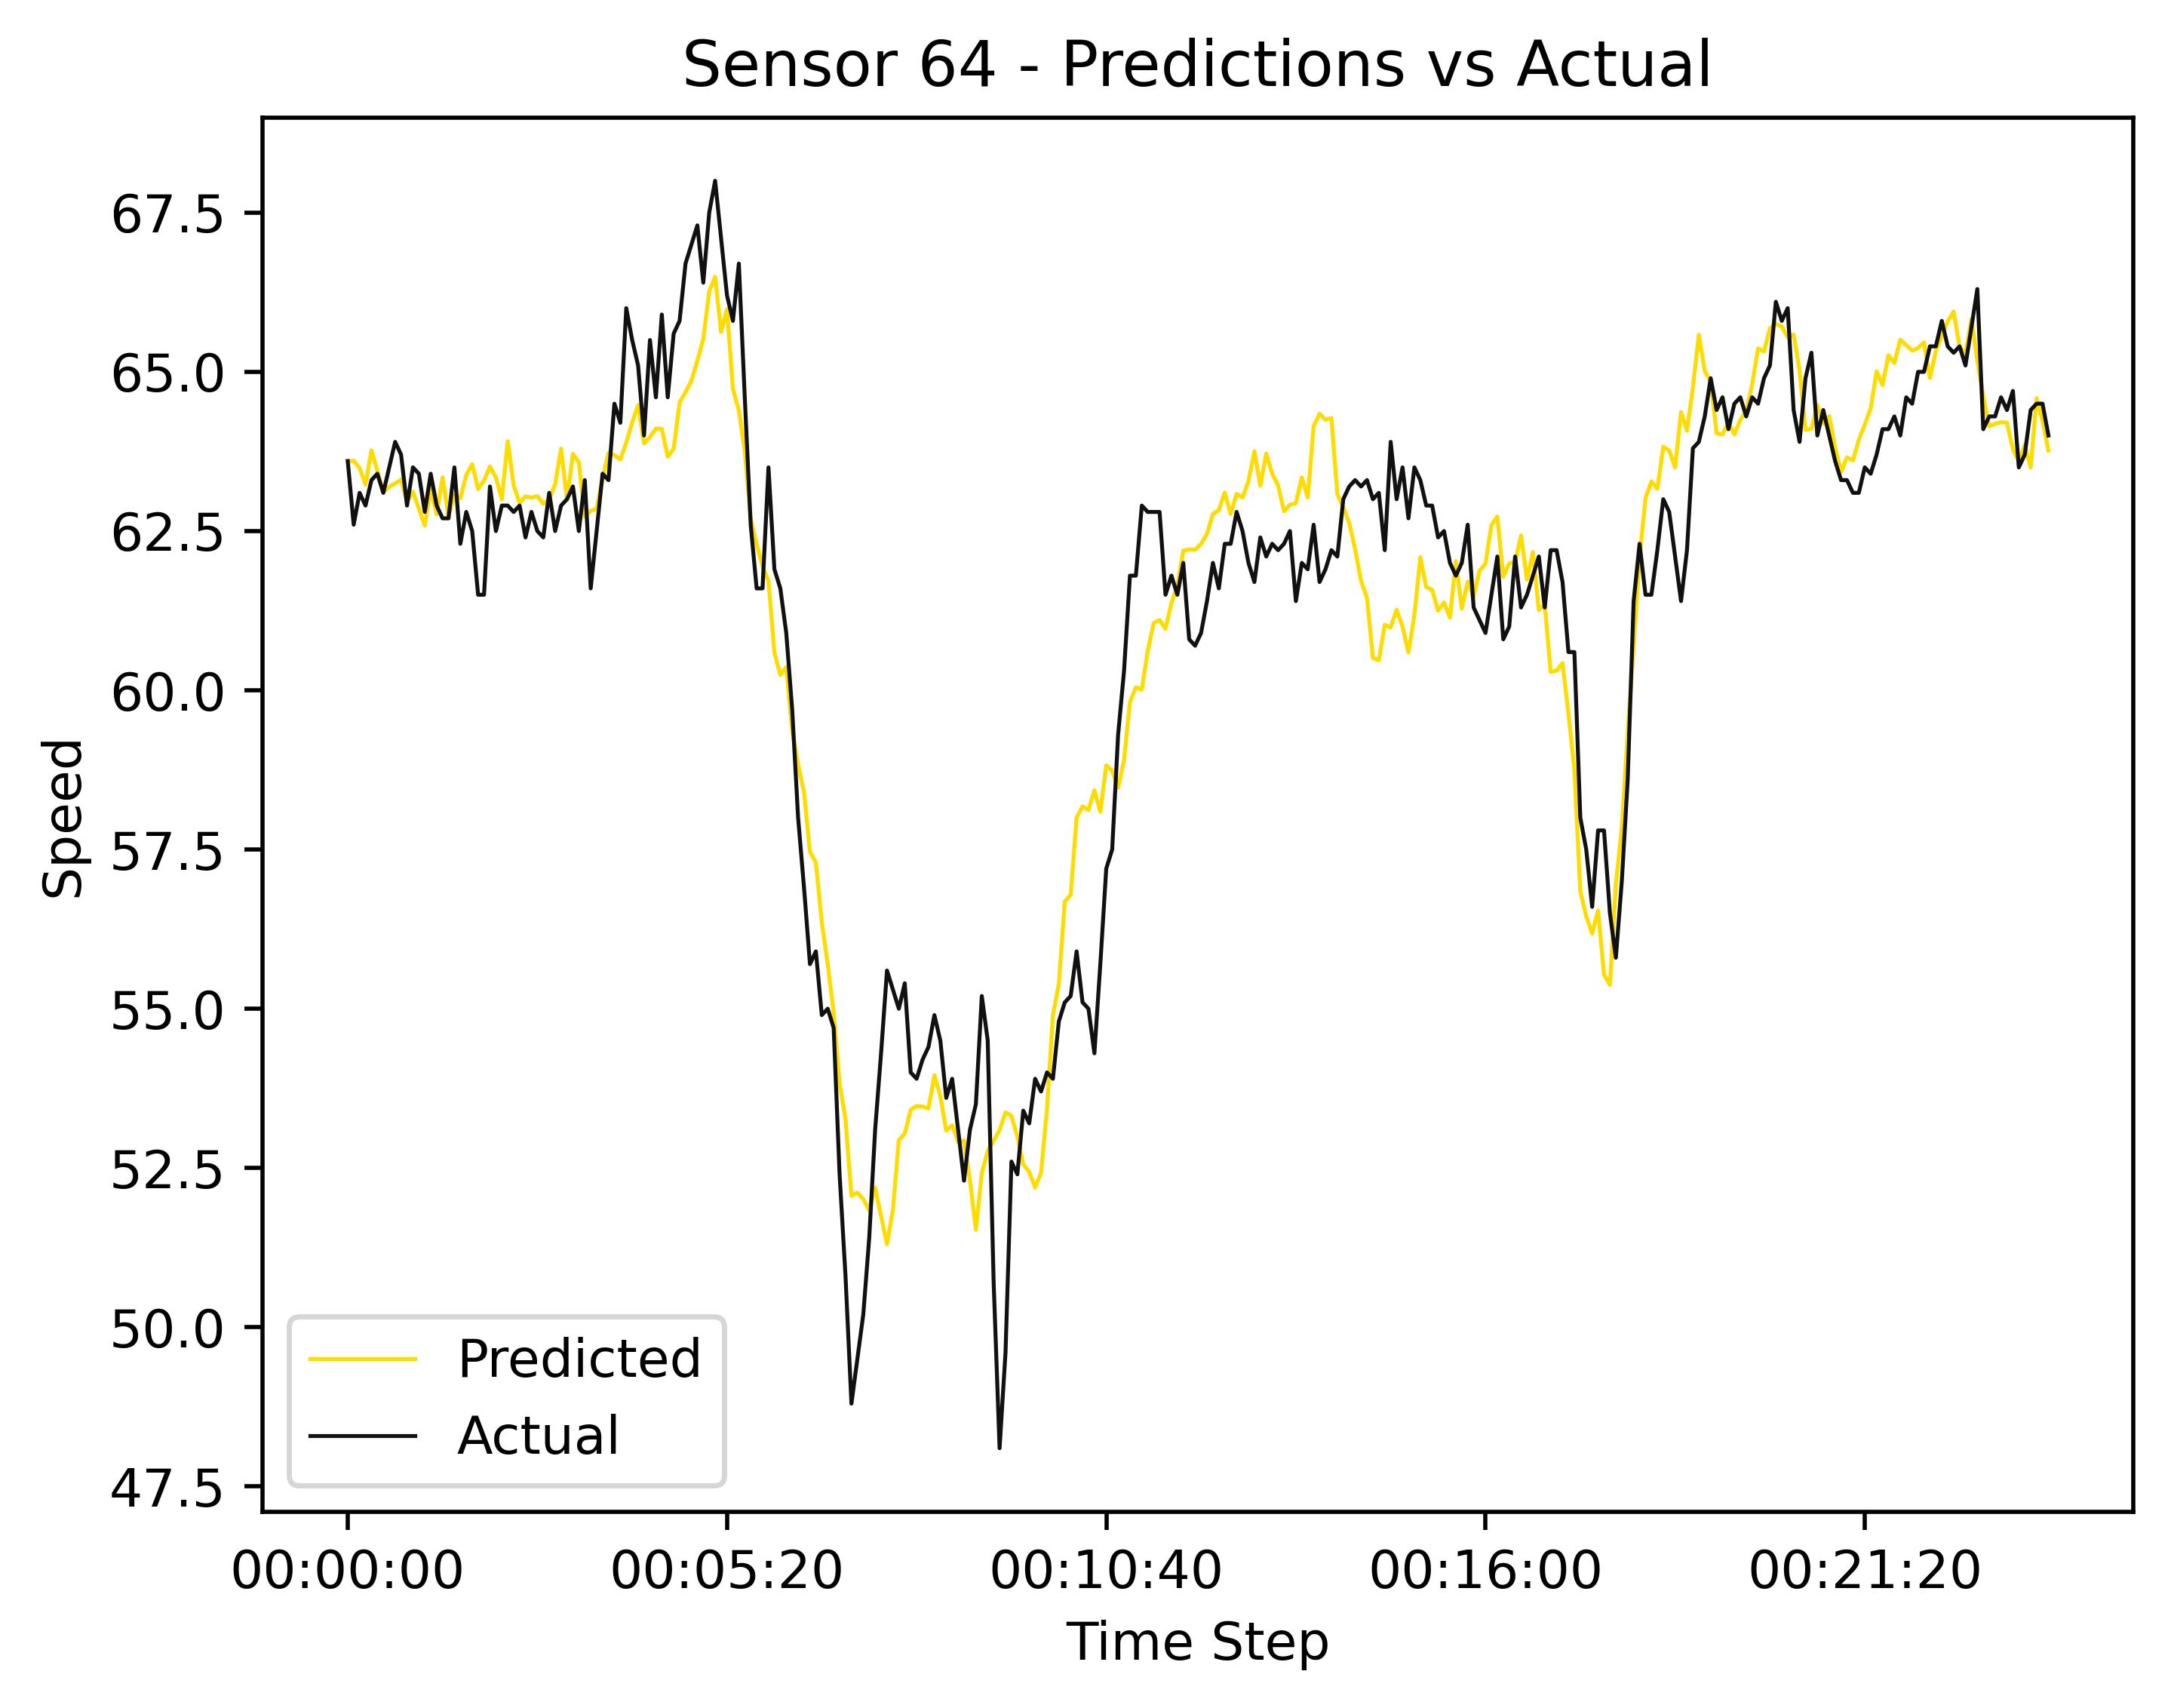 Sensor 64 - Predictions vs Actual
67.5
65.0
62.5
60.0
57.5
55.0
52.5
50.0
47.5
Speed
Predicted
Actual
00:00:00 00:05:20 00:10:40 00:16:00 00:21:20
Time Step